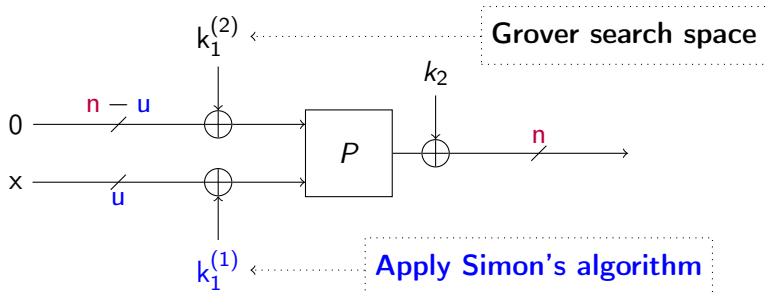 k₁⁽²⁾
Grover search space
k₂
n − u
0
P
n
x
u
k₁⁽¹⁾
Apply Simon's algorithm